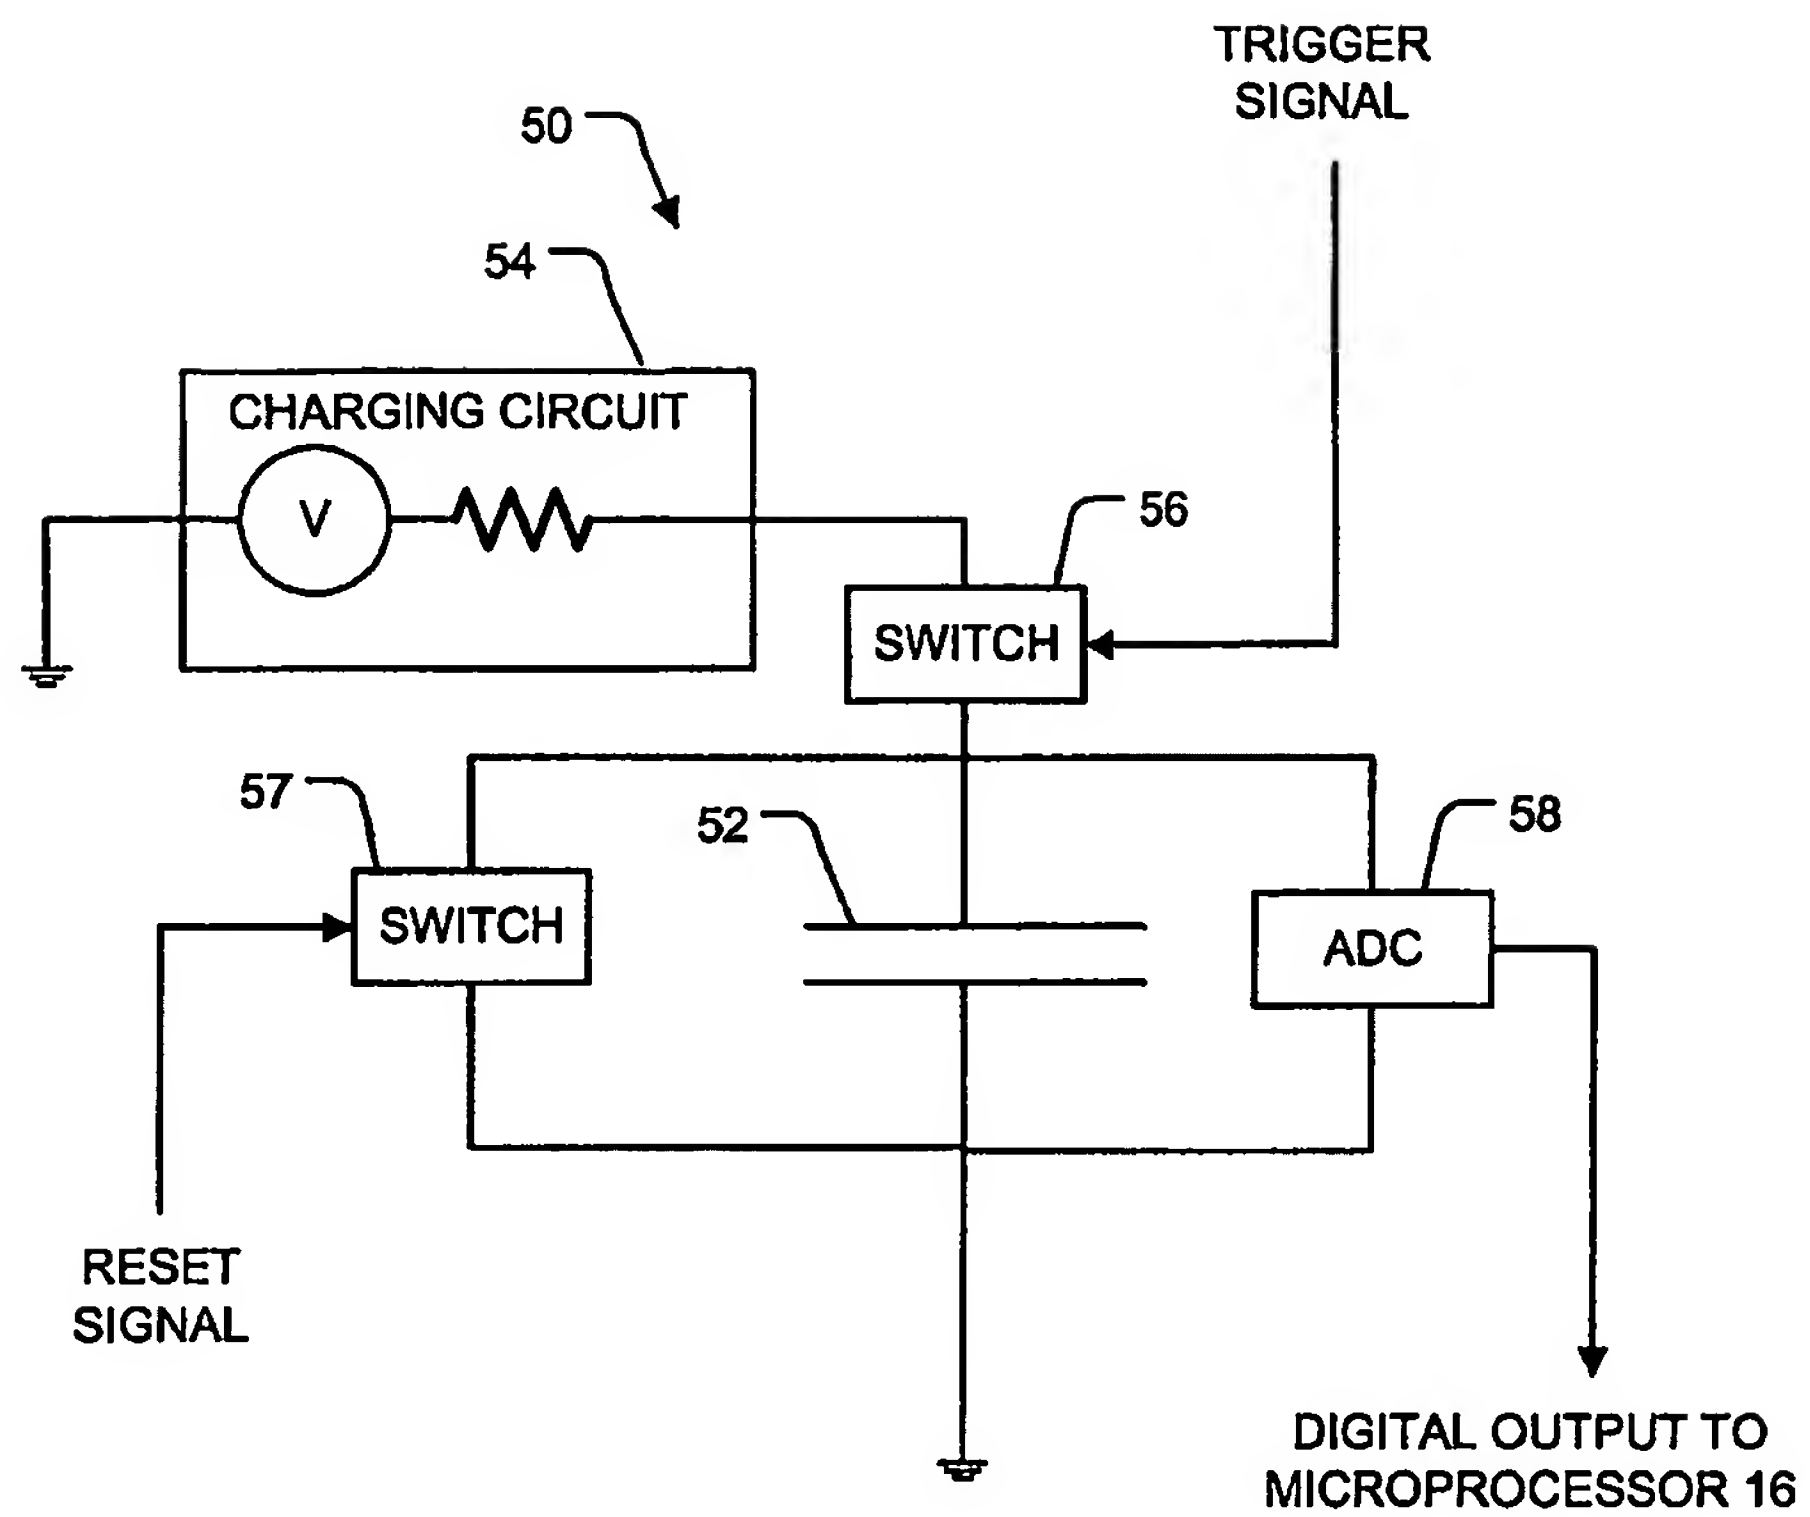 TRIGGER
SIGNAL
50
54
CHARGING CIRCUIT
V
56
SWITCH
57
52
58
SWITCH
ADC
RESET
SIGNAL
DIGITAL OUTPUT TO
MICROPROCESSOR 16